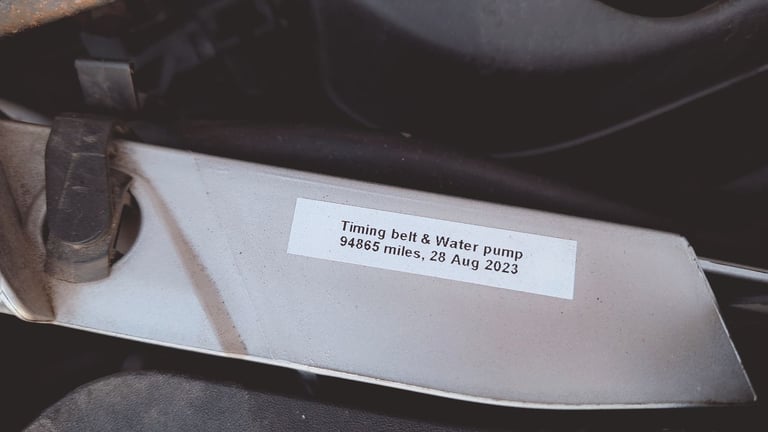 Timing belt & Water pump
94865 miles, 28 Aug 2023